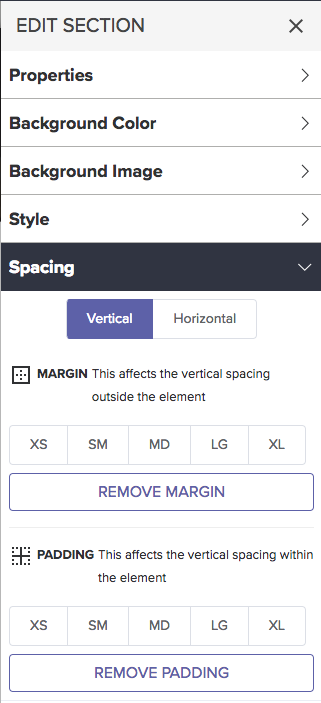 EDIT SECTION
Properties
Background Color
Background Image
Style
Spacing
Vertical Horizontal
MARGIN This affects the vertical spacing
outside the element
XS SM MD LG XL
REMOVE MARGIN
PADDING This affects the vertical spacing within
the element
XS SM MD LG XL
REMOVE PADDING